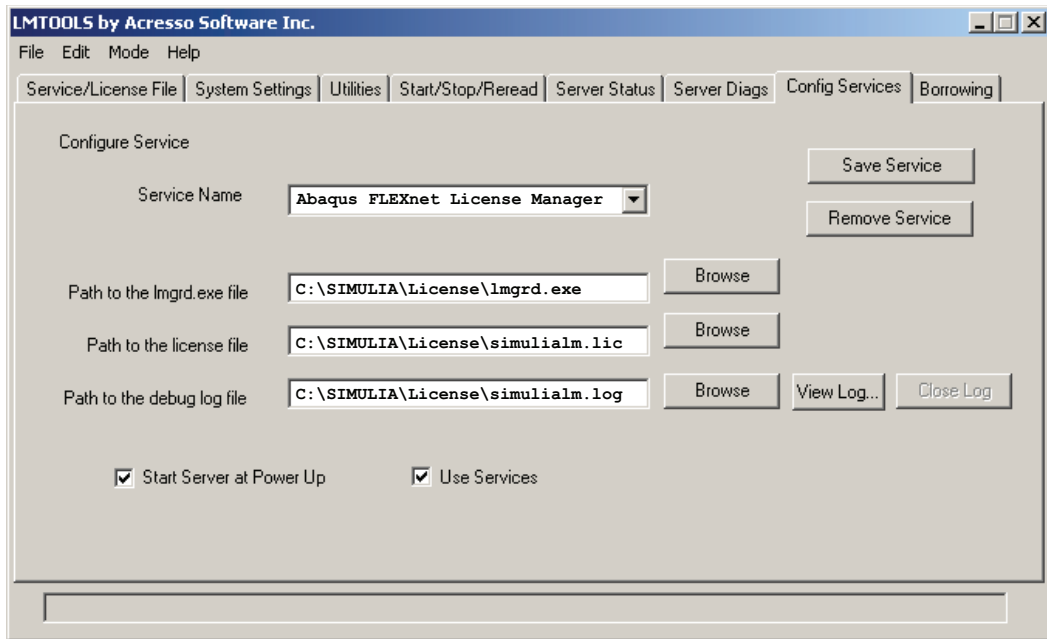 LMTOOLS by Acresso Software Inc.
File Edit Mode Help
Service/License File System Settings Utilities Start/Stop/Reread Server Status Server Diags Config Services Borrowing
Configure Service
Save Service
Service Name Abaqus FLEXnet License Manager
Remove Service
Path to the lmgrd.exe file C:\SIMULIA\License\lmgrd.exe Browse
Path to the license file C:\SIMULIA\License\simulialm.lic Browse
Path to the debug log file C:\SIMULIA\License\simulialm.log Browse View Log... Close Log
Start Server at Power Up Use Services